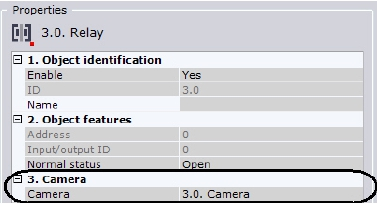 Properties
3.0. Relay
1. Object identification
Enable Yes
ID 3.0
Name
2. Object features
Address 0
Input/output ID 0
Normal status Open
3. Camera
Camera 3.0. Camera